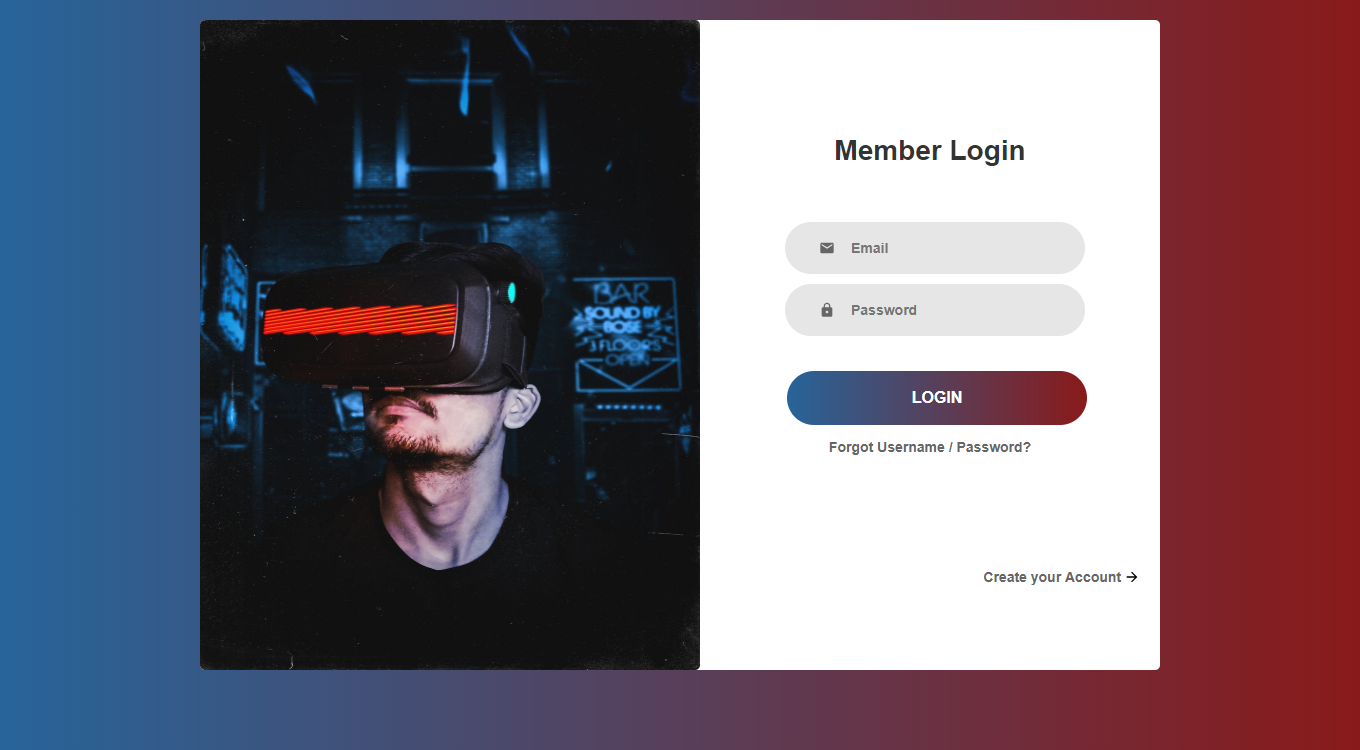 BAR
SOUND BY
BOSE
3 FLOORS
OPEN
Member Login
Email
Password
LOGIN
Forgot Username / Password?
Create your Account